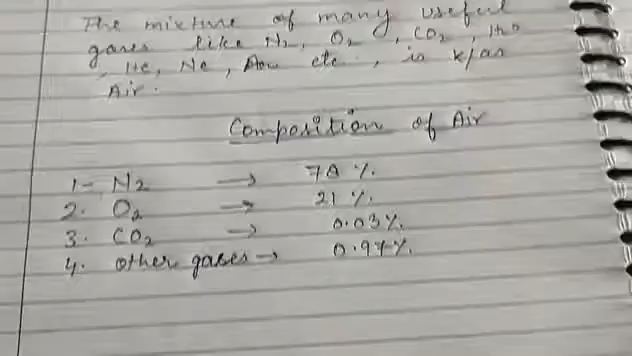 The mixture of many useful
gases like N2, O2, CO2, H2O
, He, Ne, etc., is k/as
Air.
Composition of Air
1- N2 → 78 %.
2. O2 → 21 %.
3. CO2 → 0.03%.
4. other gases → 0.97%.